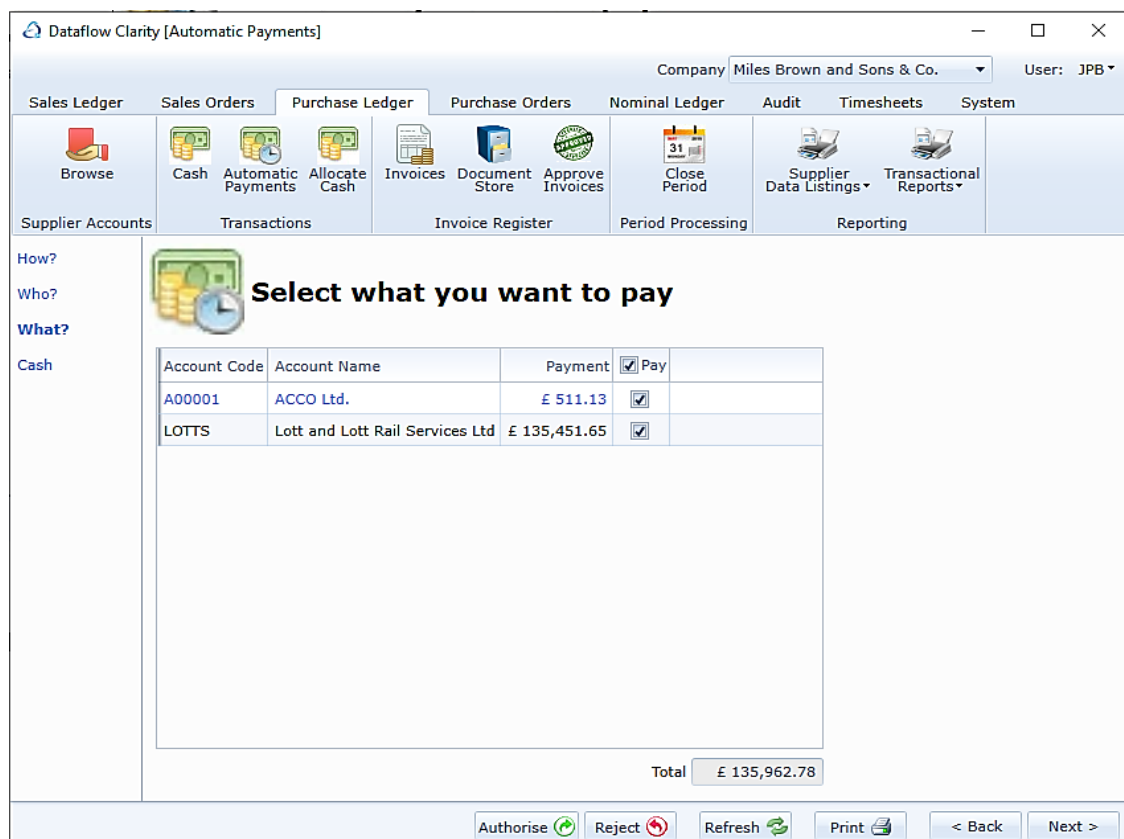 Dataflow Clarity [Automatic Payments]
Company Miles Brown and Sons & Co. User: JPB
Sales Ledger Sales Orders Purchase Ledger Purchase Orders Nominal Ledger Audit Timesheets System
Browse Cash Automatic Payments Allocate Cash Invoices Document Store Approve Invoices Close Period Supplier Data Listings Transactional Reports
Supplier Accounts Transactions Invoice Register Period Processing Reporting
How?
Who?
What?
Cash
Select what you want to pay
Account Code Account Name Payment Pay
A00001 ACCO Ltd. £ 511.13
LOTTS Lott and Lott Rail Services Ltd £ 135,451.65
Total £ 135,962.78
Authorise Reject Refresh Print < Back Next >